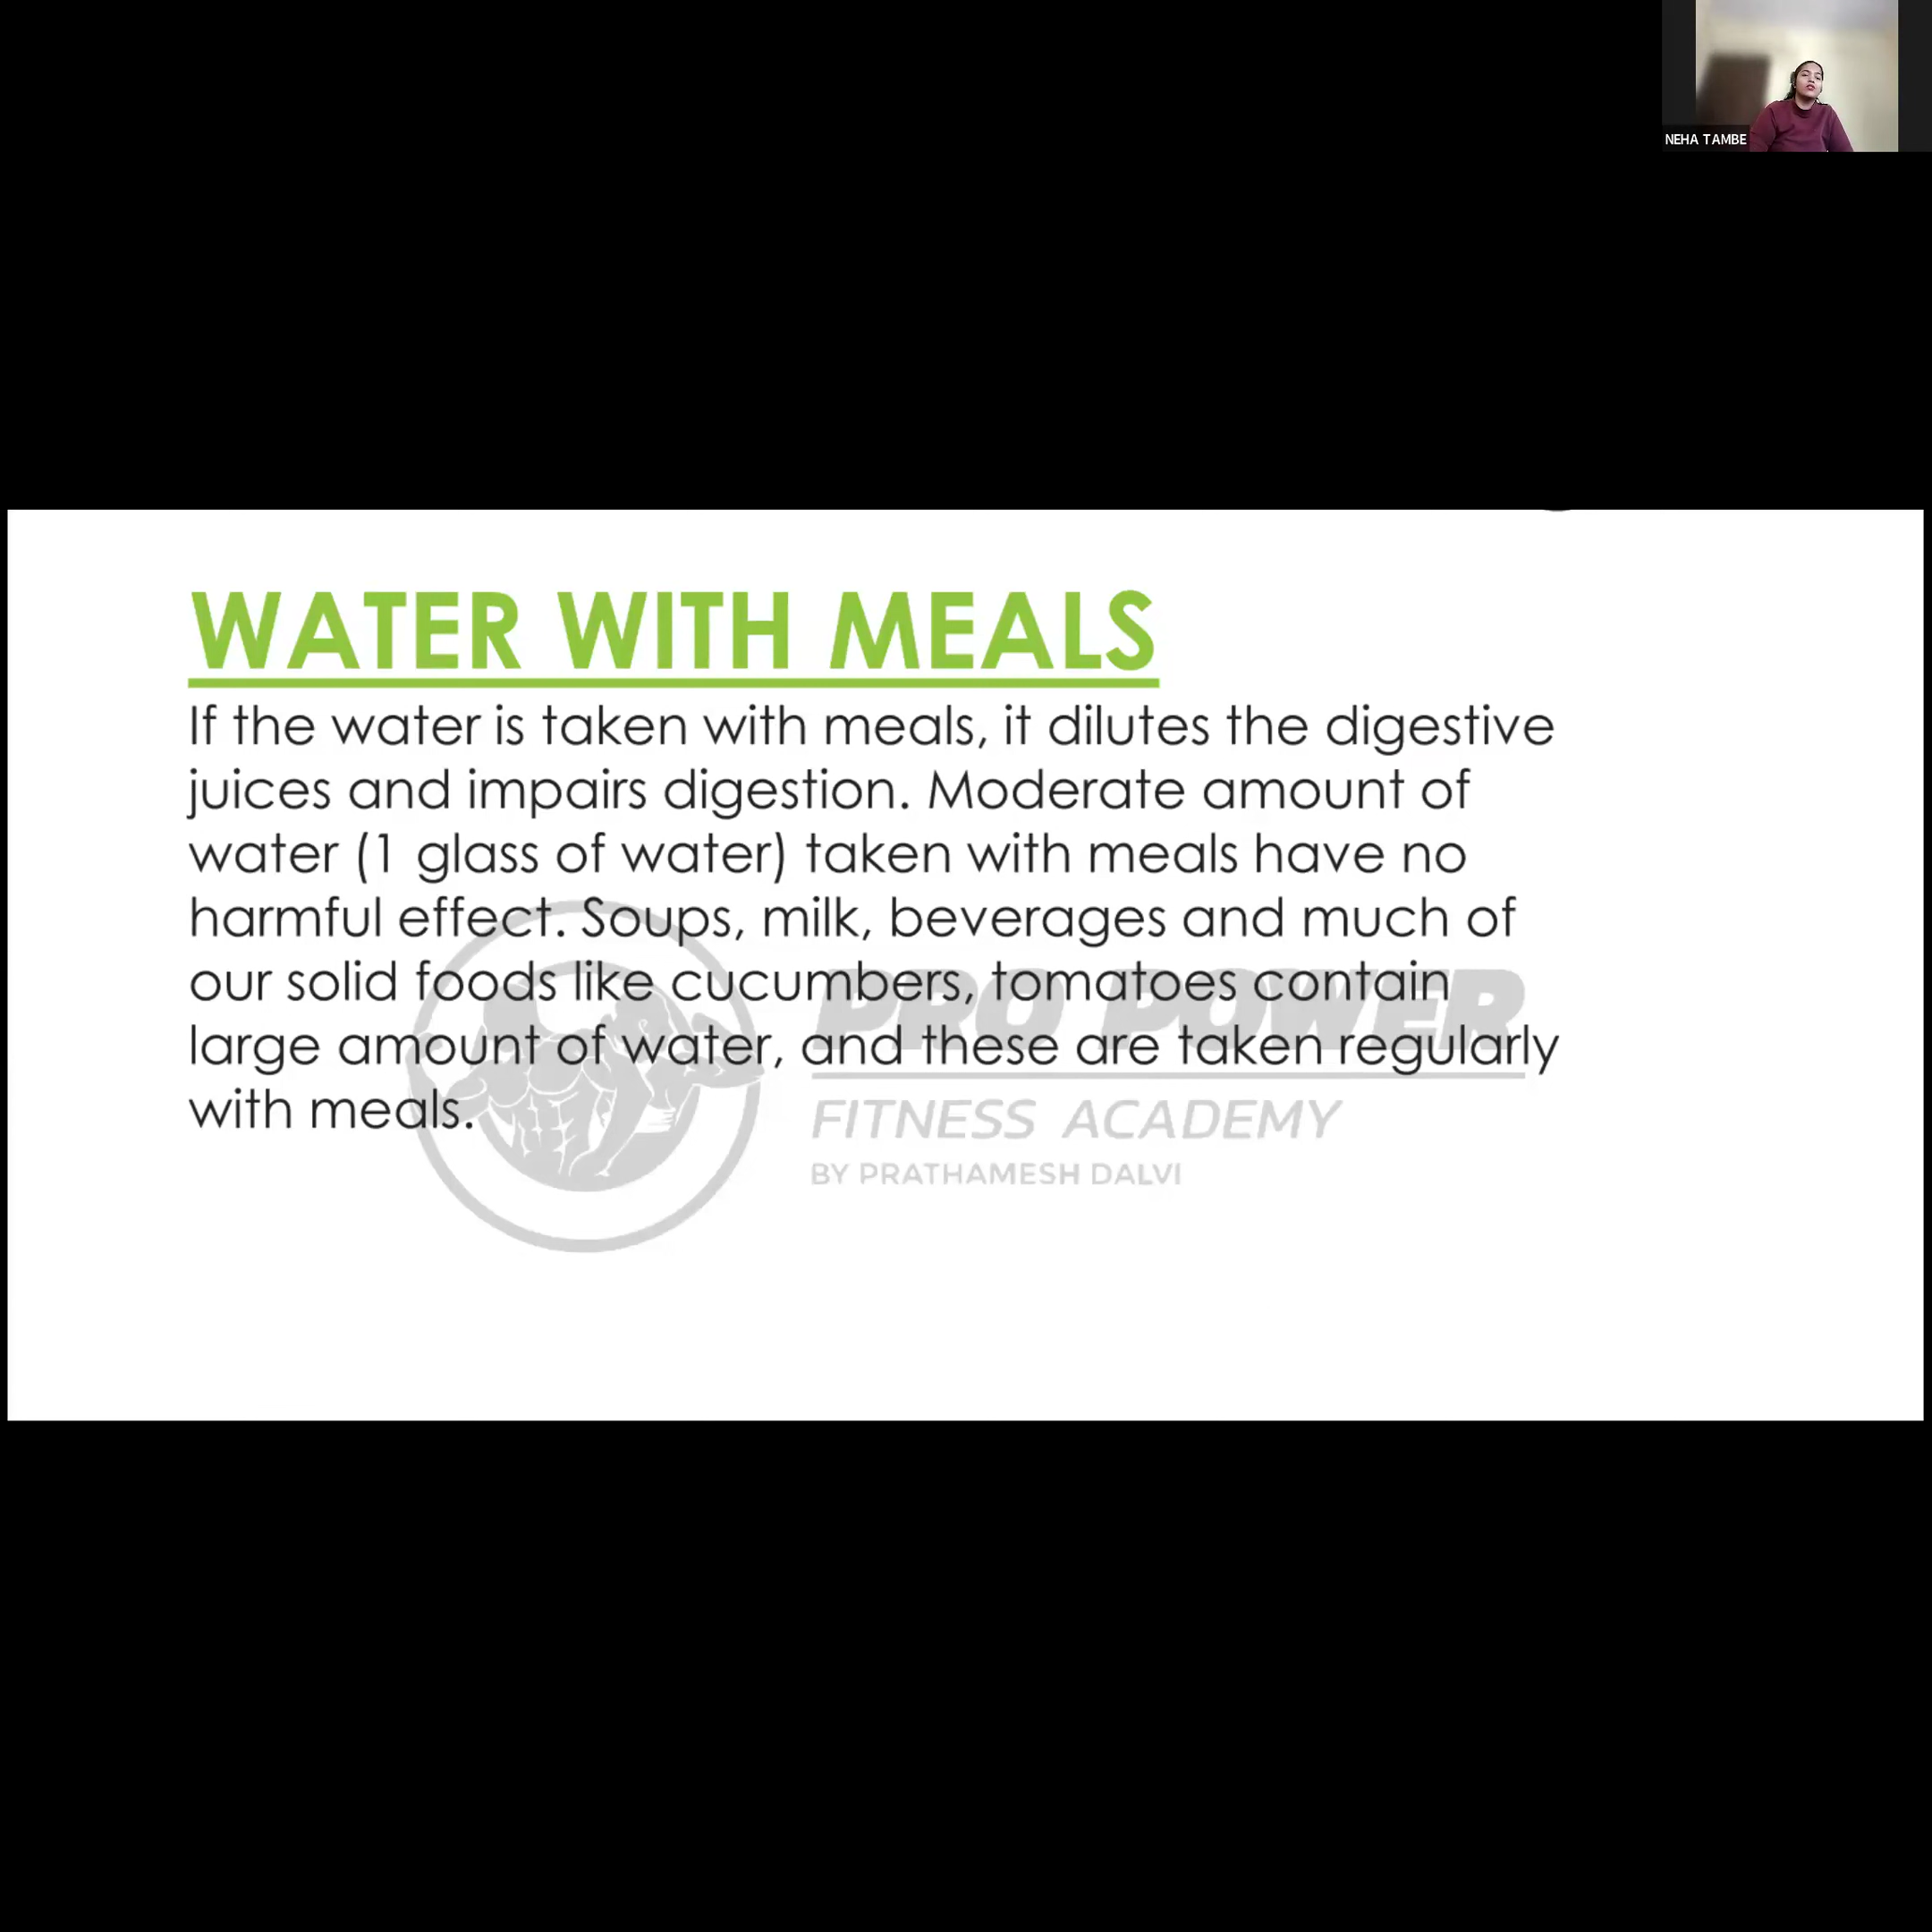 NEHA TAMBE
WATER WITH MEALS
If the water is taken with meals, it dilutes the digestive
juices and impairs digestion. Moderate amount of
water (1 glass of water) taken with meals have no
harmful effect. Soups, milk, beverages and much of
our solid foods like cucumbers, tomatoes contain
large amount of water, and these are taken regularly
with meals.
PRO POWER
FITNESS ACADEMY
BY PRATHAMESH DALVI